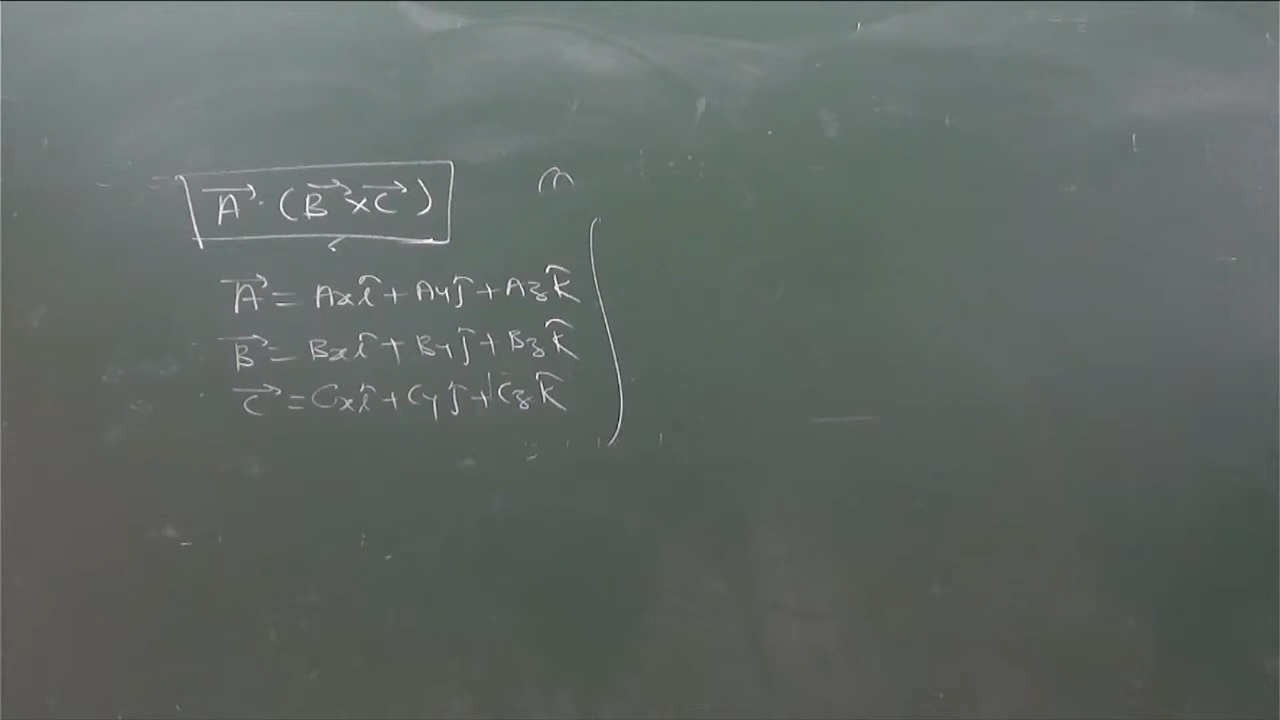 A⃗ · (B⃗ × C⃗)
A⃗ = Axî + Ayĵ + Azk̂
B⃗ = Bxî + Byĵ + Bzk̂
C⃗ = Cxî + Cyĵ + Czk̂